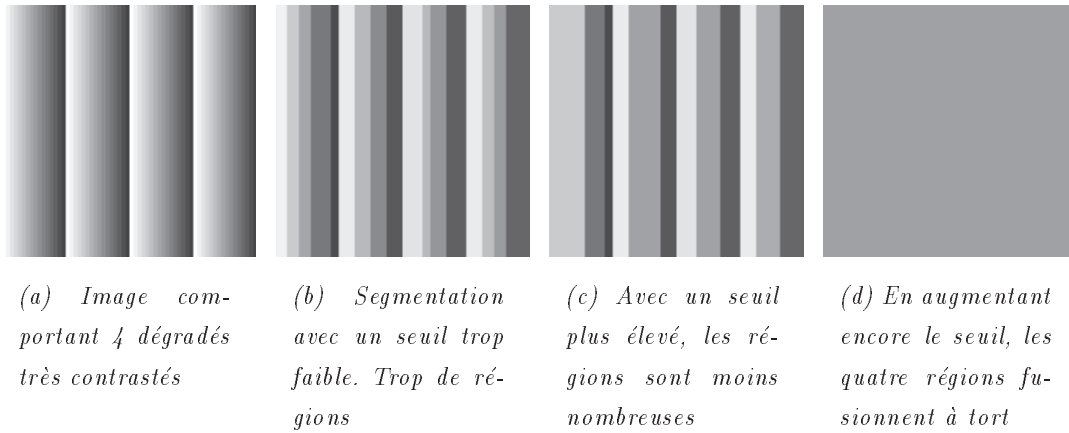 (a) Image com-
portant 4 dégradés
très contrastés
(b) Segmentation
avec un seuil trop
faible. Trop de ré-
gions
(c) Avec un seuil
plus élevé, les ré-
gions sont moins
nombreuses
(d) En augmentant
encore le seuil, les
quatre régions fu-
sionnent à tort